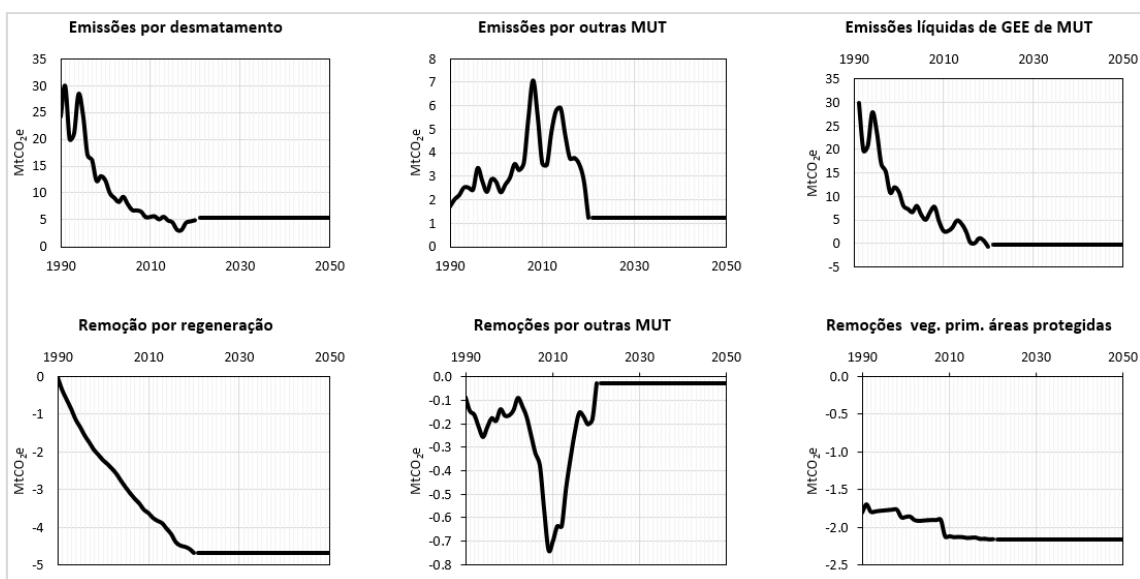 Emissões por desmatamento
35
30
25
20
15
10
5
0
MtCO₂e
1990 2010 2030 2050
Emissões por outras MUT
8
7
6
5
4
3
2
1
0
MtCO₂e
1990 2010 2030 2050
Emissões líquidas de GEE de MUT
1990 2010 2030 2050
35
30
25
20
15
10
5
0
-5
MtCO₂e
Remoção por regeneração
1990 2010 2030 2050
0
-1
-2
-3
-4
-5
MtCO₂e
Remoções por outras MUT
1990 2010 2030 2050
0.0
-0.1
-0.2
-0.3
-0.4
-0.5
-0.6
-0.7
-0.8
MtCO₂e
Remoções veg. prim. áreas protegidas
1990 2010 2030 2050
0.0
-0.5
-1.0
-1.5
-2.0
-2.5
MtCO₂e